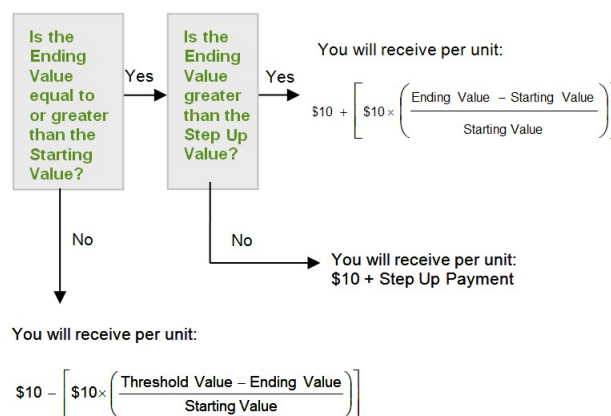 Is the
Ending
Value
equal to
or greater
than the
Starting
Value?
Yes
Is the
Ending
Value
greater
than the
Step Up
Value?
Yes
You will receive per unit:
$10 + [ $10 × ( Ending Value – Starting Value
Starting Value ) ]
No
No
You will receive per unit:
$10 + Step Up Payment
You will receive per unit:
$10 – [ $10 × ( Threshold Value – Ending Value
Starting Value ) ]